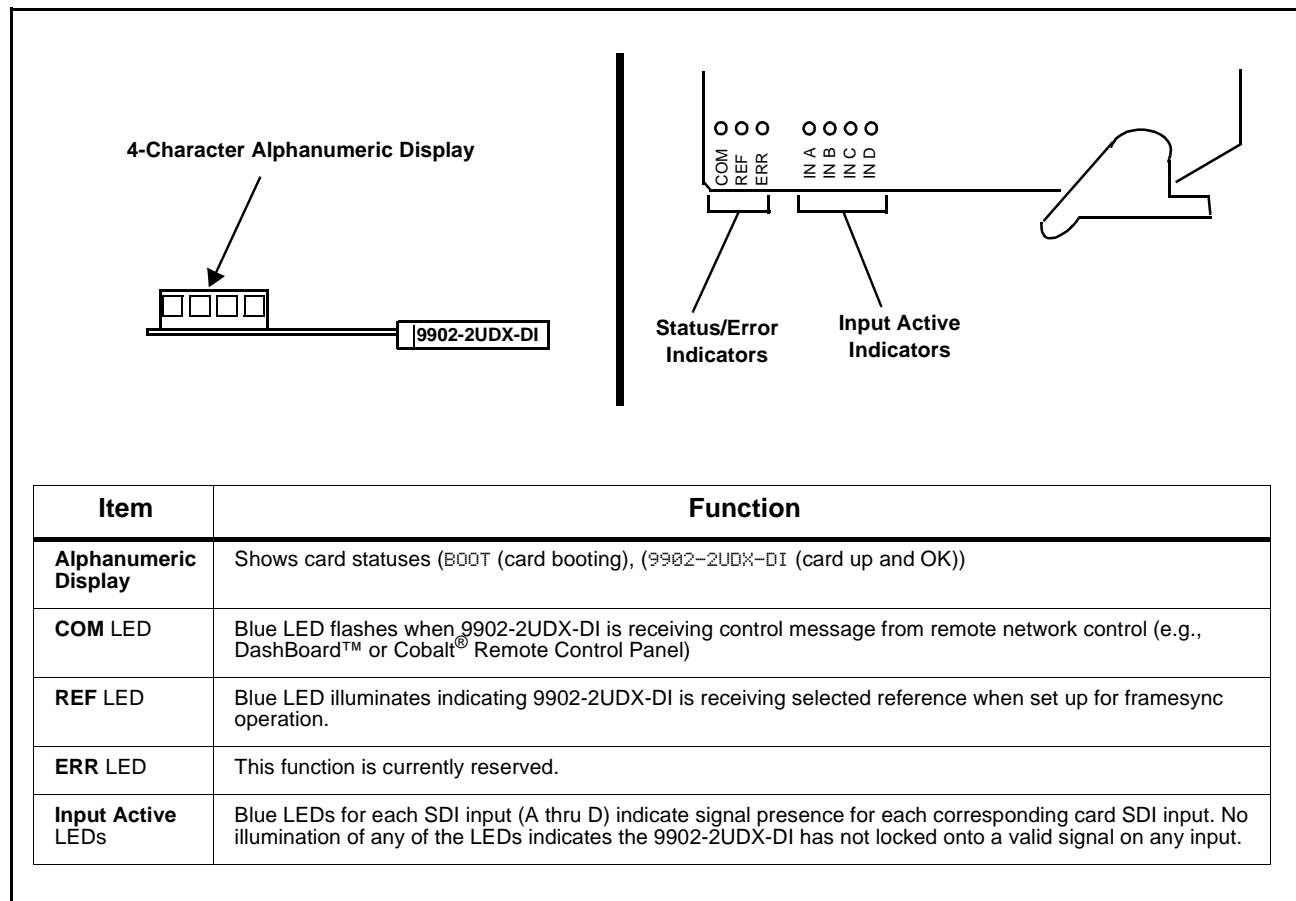 4-Character Alphanumeric Display
9902-2UDX-DI
COM
REF
ERR
IN A
IN B
IN C
IN D
Status/Error
Indicators
Input Active
Indicators
Item
Function
Alphanumeric
Display
Shows card statuses (BOOT (card booting), (9902-2UDX-DI (card up and OK))
COM LED
Blue LED flashes when 9902-2UDX-DI is receiving control message from remote network control (e.g.,
DashBoard™ or Cobalt® Remote Control Panel)
REF LED
Blue LED illuminates indicating 9902-2UDX-DI is receiving selected reference when set up for framesync
operation.
ERR LED
This function is currently reserved.
Input Active
LEDs
Blue LEDs for each SDI input (A thru D) indicate signal presence for each corresponding card SDI input. No
illumination of any of the LEDs indicates the 9902-2UDX-DI has not locked onto a valid signal on any input.